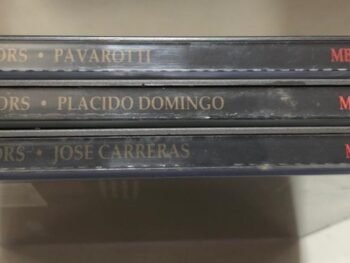 ORS • PAVAROTTI ME
ORS • PLACIDO DOMINGO M
ORS • JOSÉ CARRERAS M